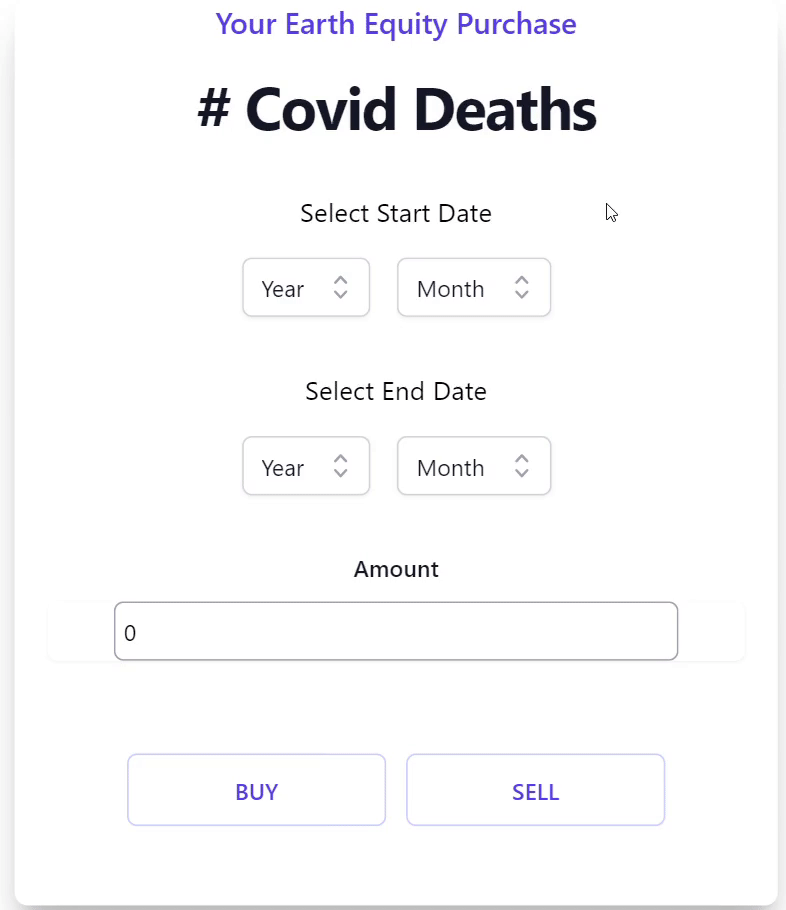 Your Earth Equity Purchase
# Covid Deaths
Select Start Date
Year Month
Select End Date
Year Month
Amount
0
BUY SELL